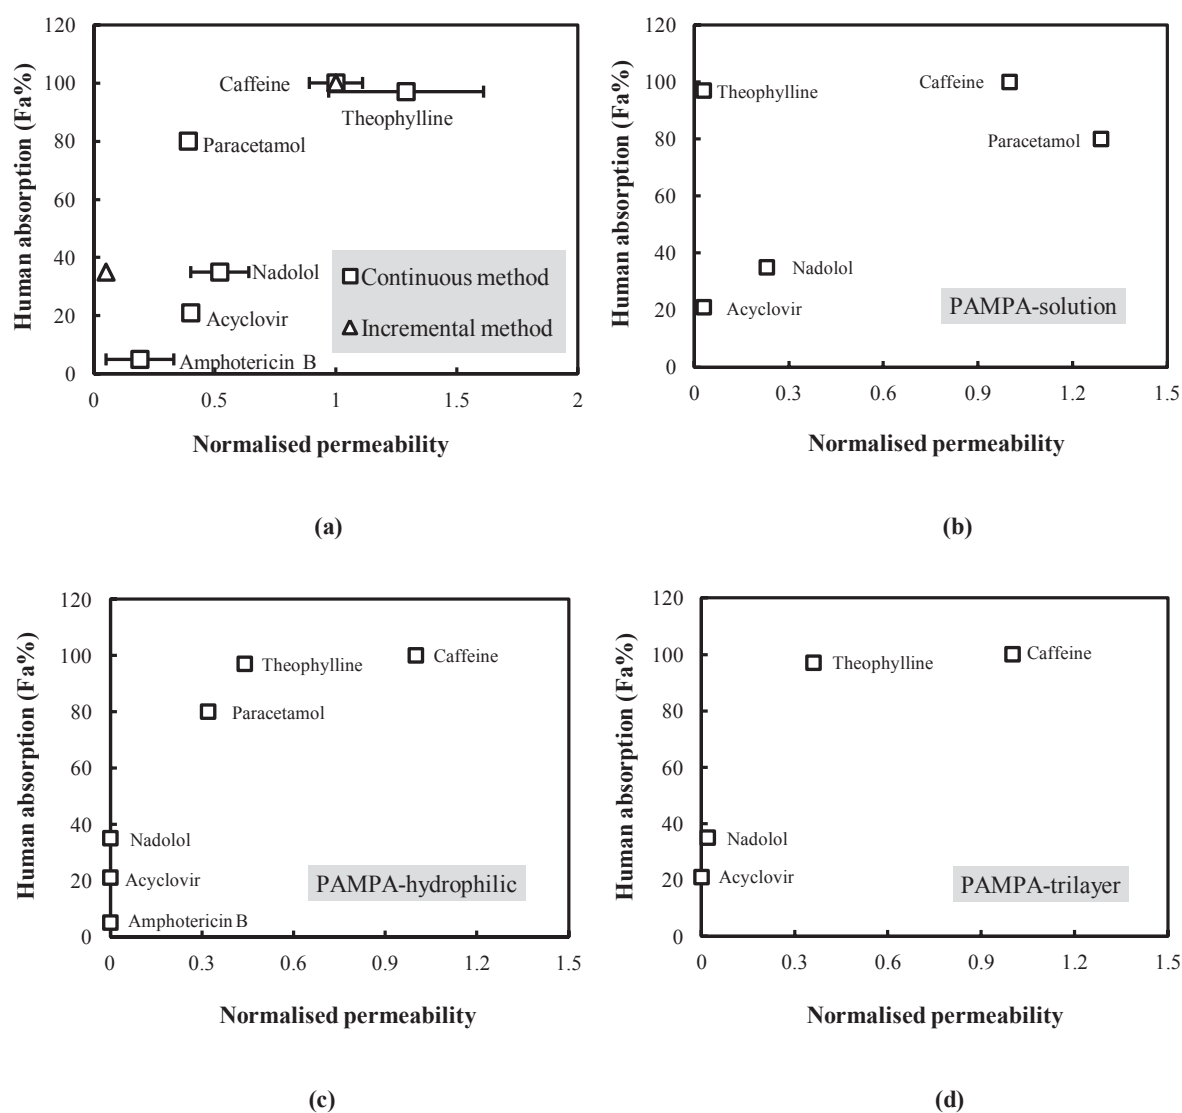 120
100
80
60
40
20
0
Human absorption (Fa%)
Caffeine
Theophylline
Paracetamol
Nadolol
Acyclovir
Amphotericin B
Continuous method
Incremental method
0 0.5 1 1.5 2
Normalised permeability
(a)
120
100
80
60
40
20
0
Human absorption (Fa%)
Theophylline
Caffeine
Paracetamol
Nadolol
Acyclovir
PAMPA-solution
0 0.3 0.6 0.9 1.2 1.5
Normalised permeability
(b)
120
100
80
60
40
20
0
Human absorption (Fa%)
Theophylline
Caffeine
Paracetamol
Nadolol
Acyclovir
Amphotericin B
PAMPA-hydrophilic
0 0.3 0.6 0.9 1.2 1.5
Normalised permeability
(c)
120
100
80
60
40
20
0
Human absorption (Fa%)
Theophylline
Caffeine
Nadolol
Acyclovir
PAMPA-trilayer
0 0.3 0.6 0.9 1.2 1.5
Normalised permeability
(d)